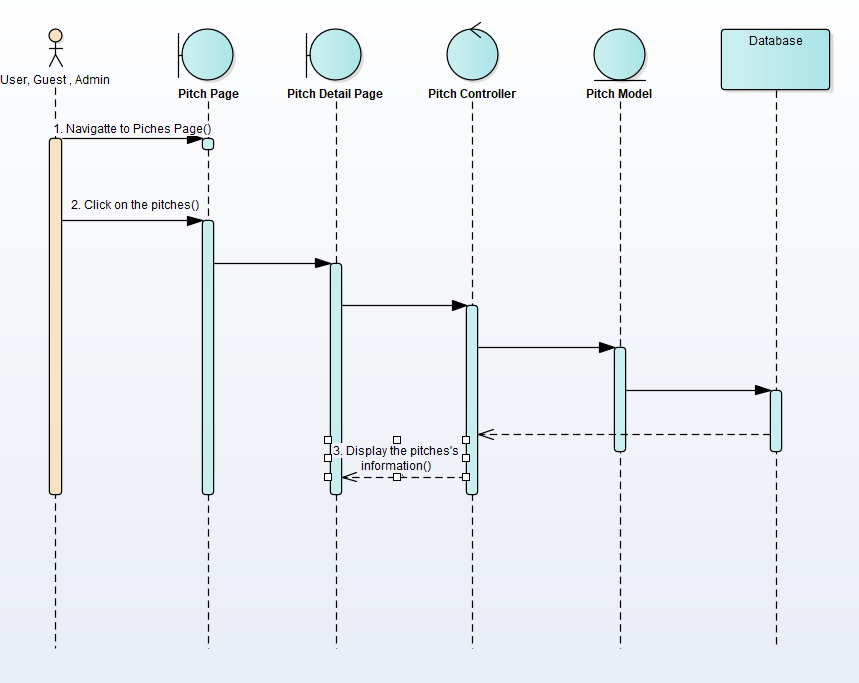 Database
User, Guest , Admin
Pitch Page
Pitch Detail Page
Pitch Controller
Pitch Model
1. Navigatte to Piches Page()
2. Click on the pitches()
3. Display the pitches's
information()